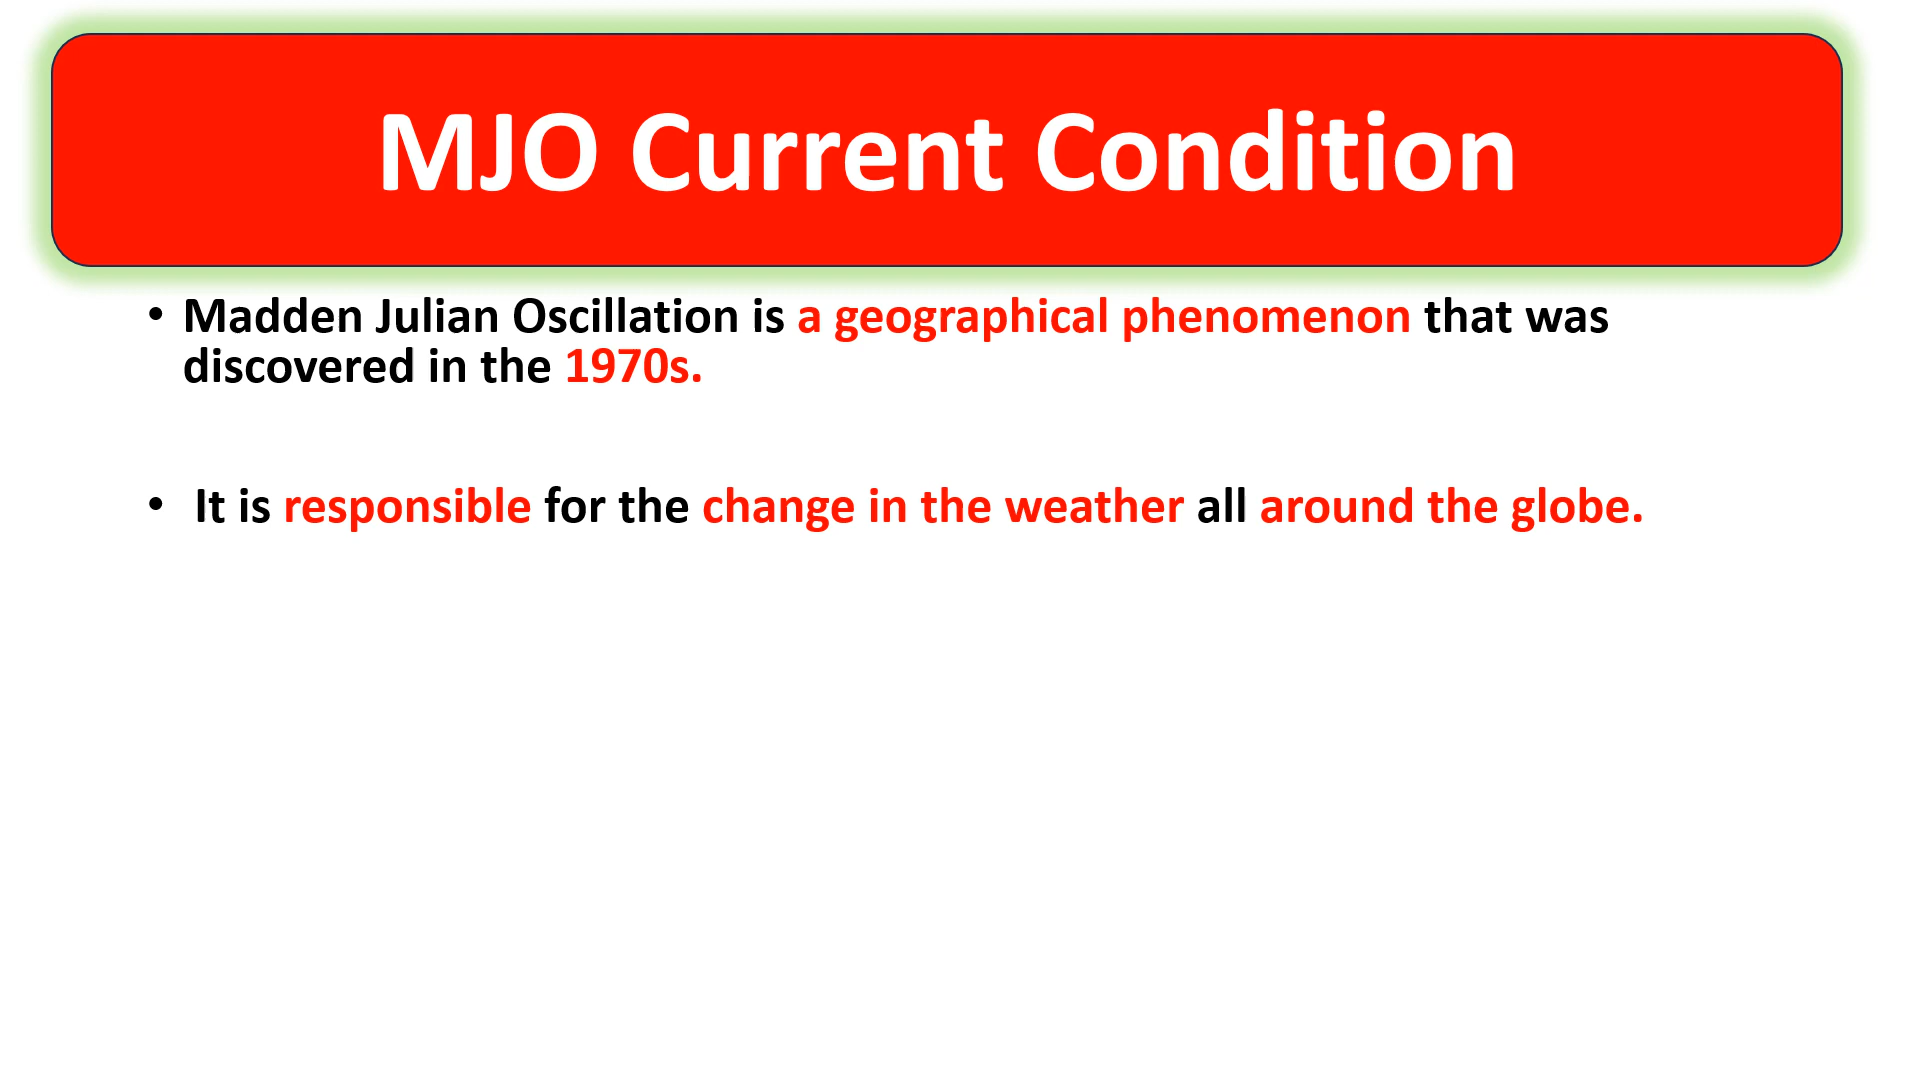 MJO Current Condition
• Madden Julian Oscillation is a geographical phenomenon that was
discovered in the 1970s.
• It is responsible for the change in the weather all around the globe.